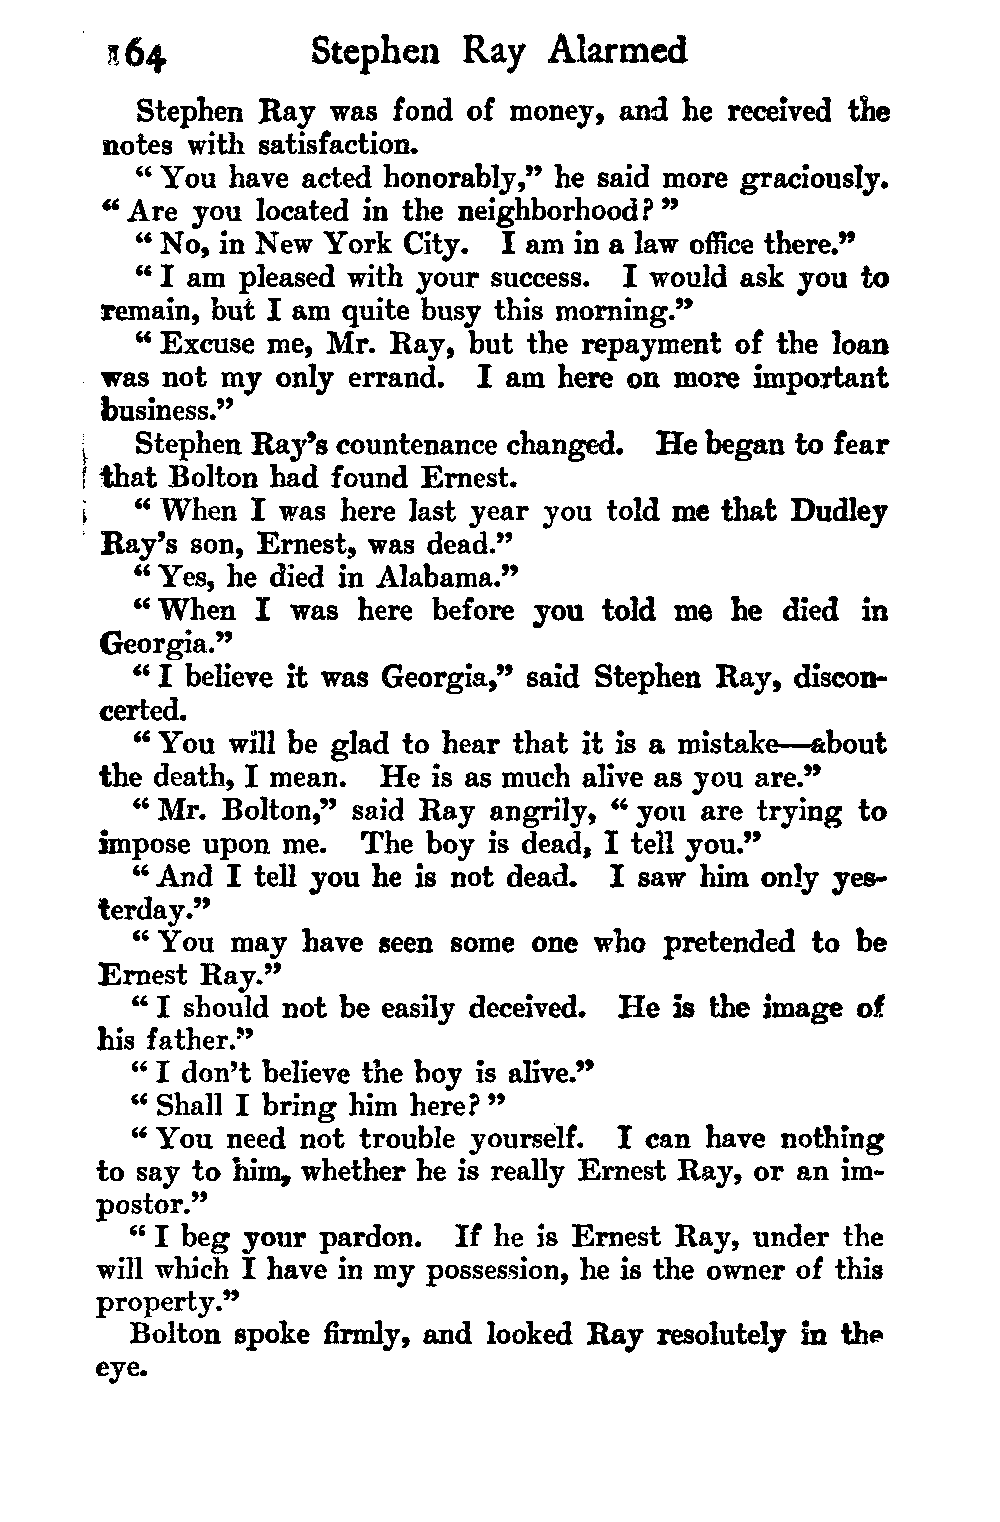 164 Stephen Ray Alarmed
Stephen Ray was fond of money, and he received the
notes with satisfaction.
“You have acted honorably,” he said more graciously.
“Are you located in the neighborhood?”
“No, in New York City. I am in a law office there.”
“I am pleased with your success. I would ask you to
remain, but I am quite busy this morning.”
“Excuse me, Mr. Ray, but the repayment of the loan
was not my only errand. I am here on more important
business.”
Stephen Ray’s countenance changed. He began to fear
that Bolton had found Ernest.
“When I was here last year you told me that Dudley
Ray’s son, Ernest, was dead.”
“Yes, he died in Alabama.”
“When I was here before you told me he died in
Georgia.”
“I believe it was Georgia,” said Stephen Ray, discon-
certed.
“You will be glad to hear that it is a mistake—about
the death, I mean. He is as much alive as you are.”
“Mr. Bolton,” said Ray angrily, “you are trying to
impose upon me. The boy is dead, I tell you.”
“And I tell you he is not dead. I saw him only yes-
terday.”
“You may have seen some one who pretended to be
Ernest Ray.”
“I should not be easily deceived. He is the image of
his father.”
“I don’t believe the boy is alive.”
“Shall I bring him here?”
“You need not trouble yourself. I can have nothing
to say to him, whether he is really Ernest Ray, or an im-
postor.”
“I beg your pardon. If he is Ernest Ray, under the
will which I have in my possession, he is the owner of this
property.”
Bolton spoke firmly, and looked Ray resolutely in the
eye.